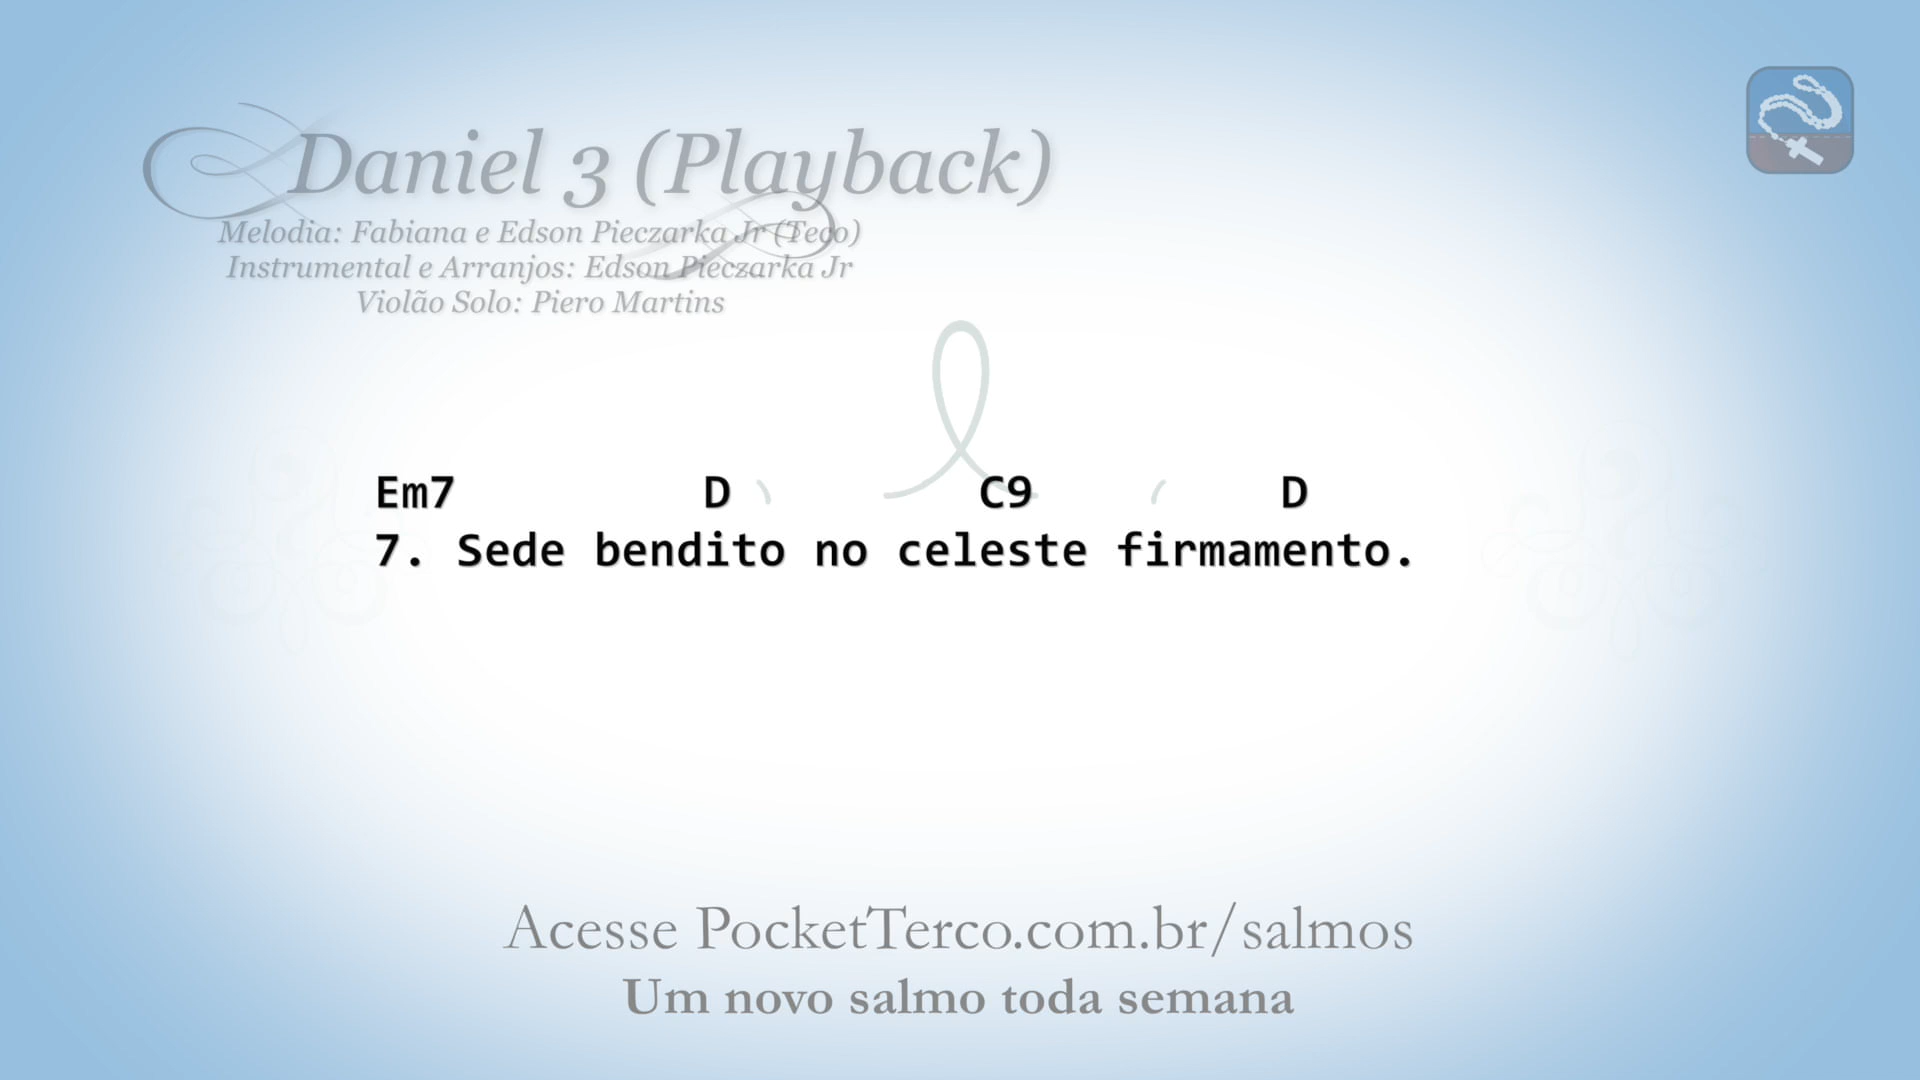 Daniel 3 (Playback)
Melodia: Fabiana e Edson Pieczarka Jr (Teco)
Instrumental e Arranjos: Edson Pieczarka Jr
Violão Solo: Piero Martins
Em7 D C9 D
7. Sede bendito no celeste firmamento.
Acesse PocketTerco.com.br/salmos
Um novo salmo toda semana